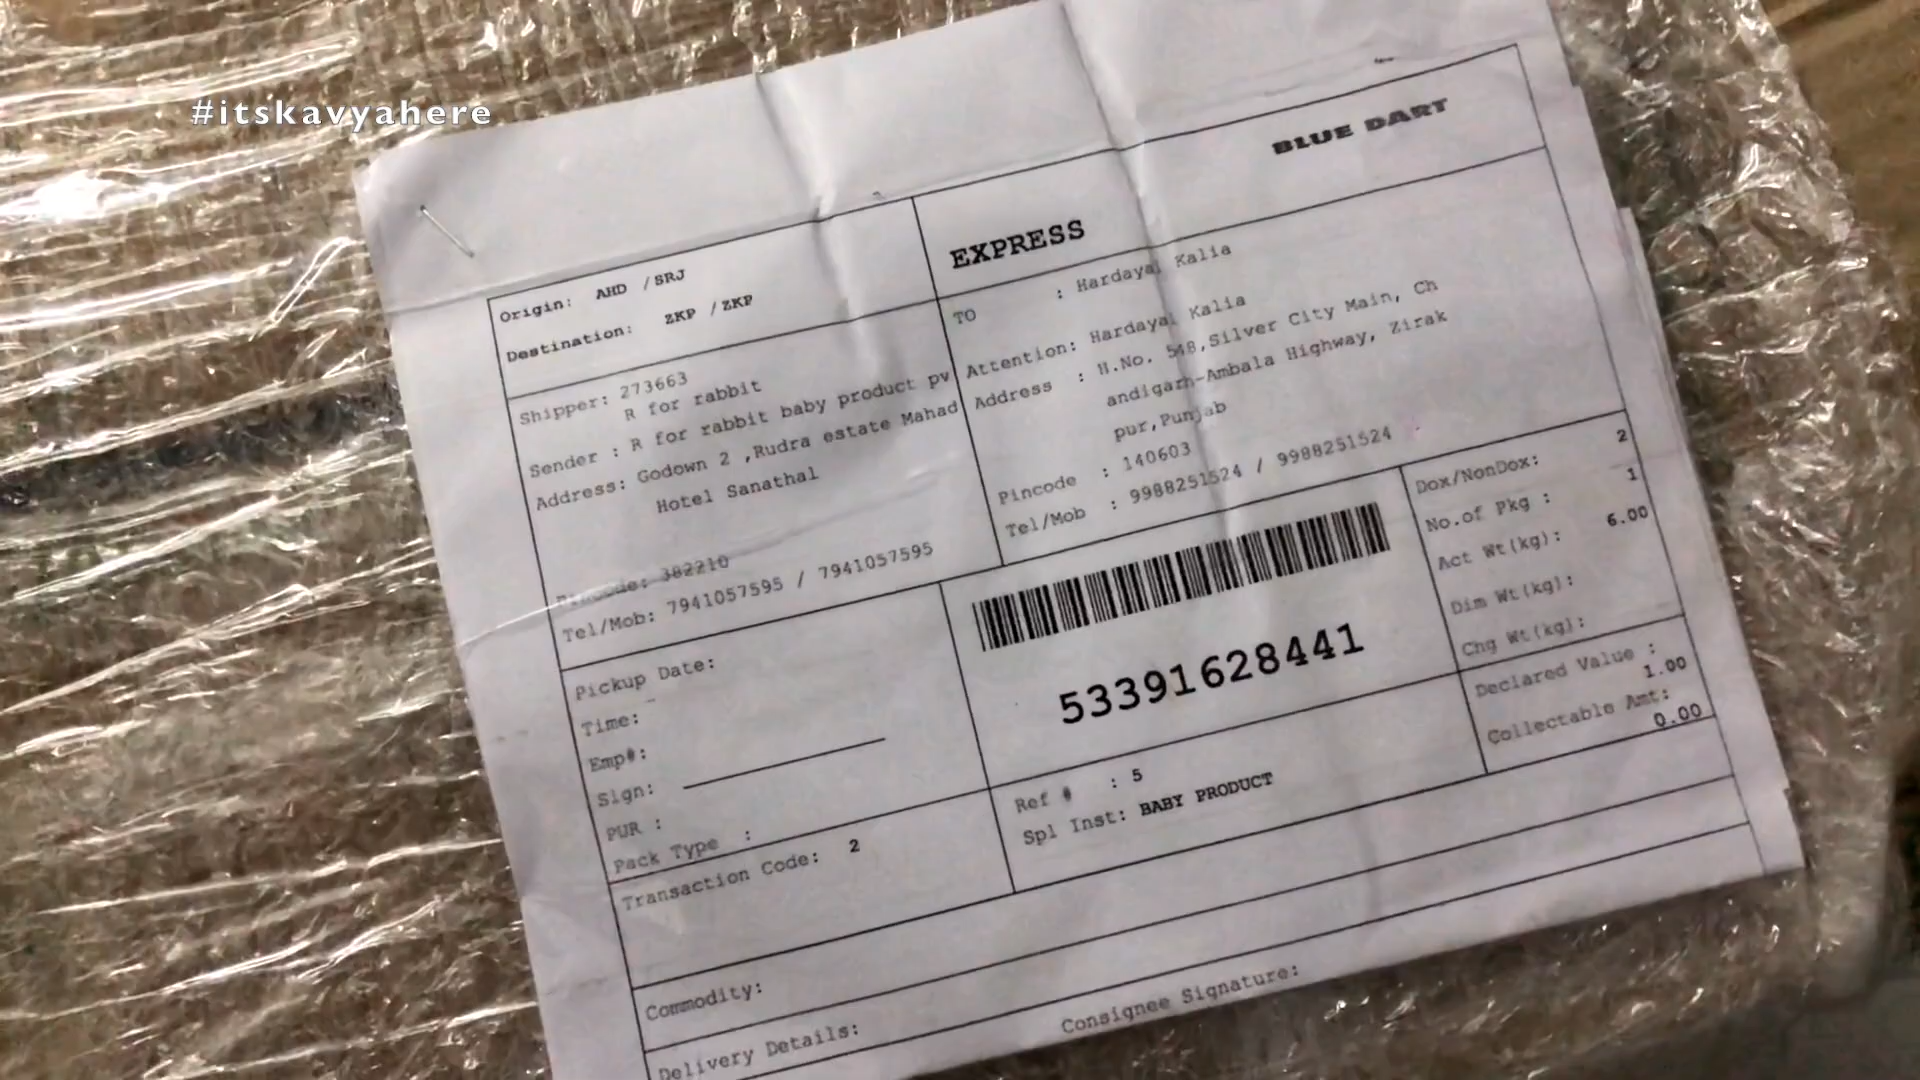 #itskavyahere
BLUE DART
EXPRESS
Origin: AHD /SRJ
Destination: ZKP /ZKP
Shipper: 273663
R for rabbit
Sender : R for rabbit baby product pv
Address: Godown 2 ,Rudra estate Mahad
Hotel Sanathal
Pincode: 382210
Tel/Mob: 7941057595 / 7941057595
TO : Hardayal Kalia
Attention: Hardayal Kalia
Address : H.No. 548,Silver City Main, Ch
andigarh-Ambala Highway, Zirak
pur,Punjab
Pincode : 140603
Tel/Mob : 9988251524 / 9988251524
Dox/NonDox: 2
No.of Pkg : 1
Act Wt(kg): 6.00
Dim Wt(kg):
Chg Wt(kg):
Declared Value :
1.00
Collectable Amt:
0.00
53391628441
Pickup Date:
Time:
Emp#:
Sign:
PUR :
Pack Type :
Transaction Code: 2
Ref # : 5
Spl Inst: BABY PRODUCT
Commodity:
Delivery Details:
Consignee Signature: